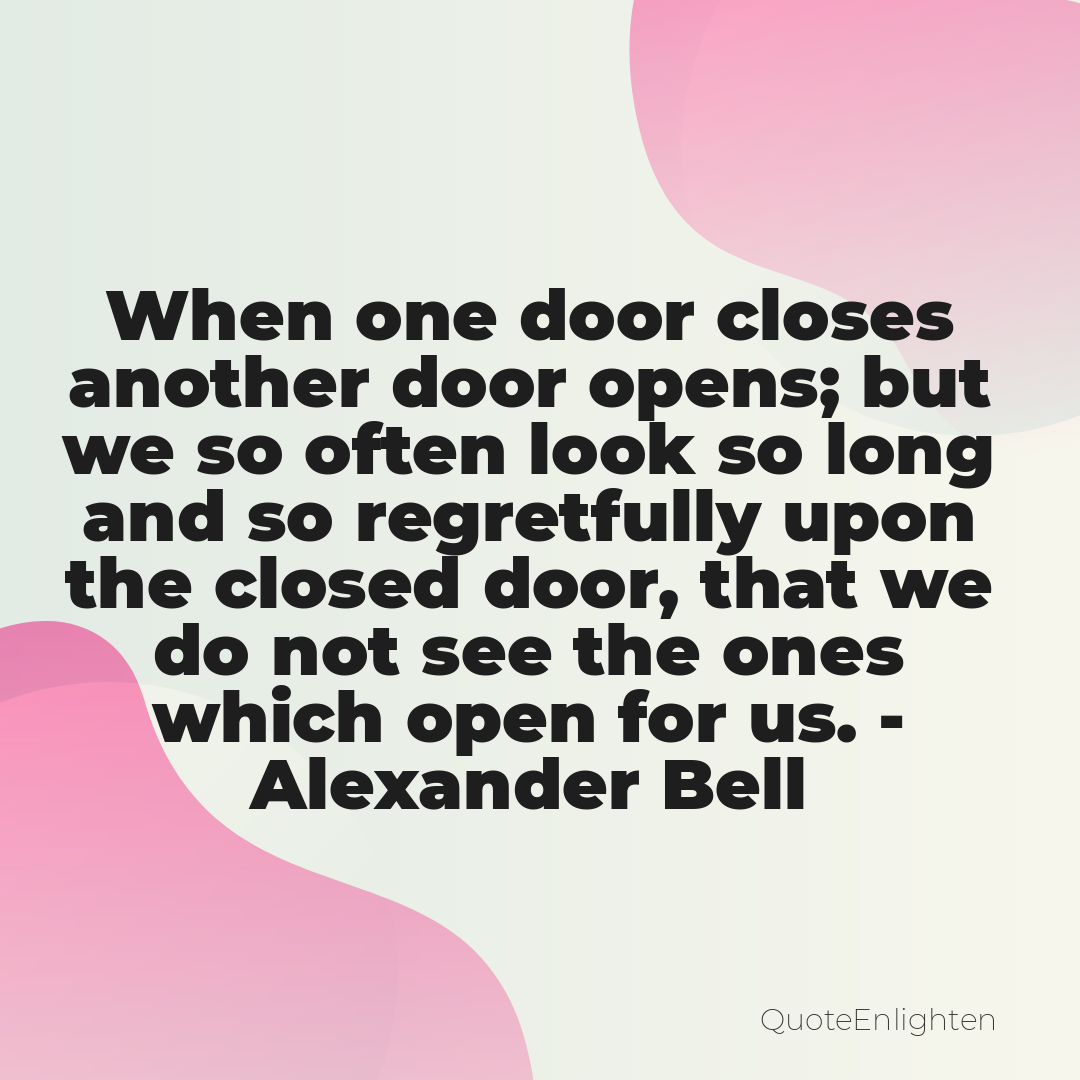 When one door closes
another door opens; but
we so often look so long
and so regretfully upon
the closed door, that we
do not see the ones
which open for us. -
Alexander Bell
QuoteEnlighten